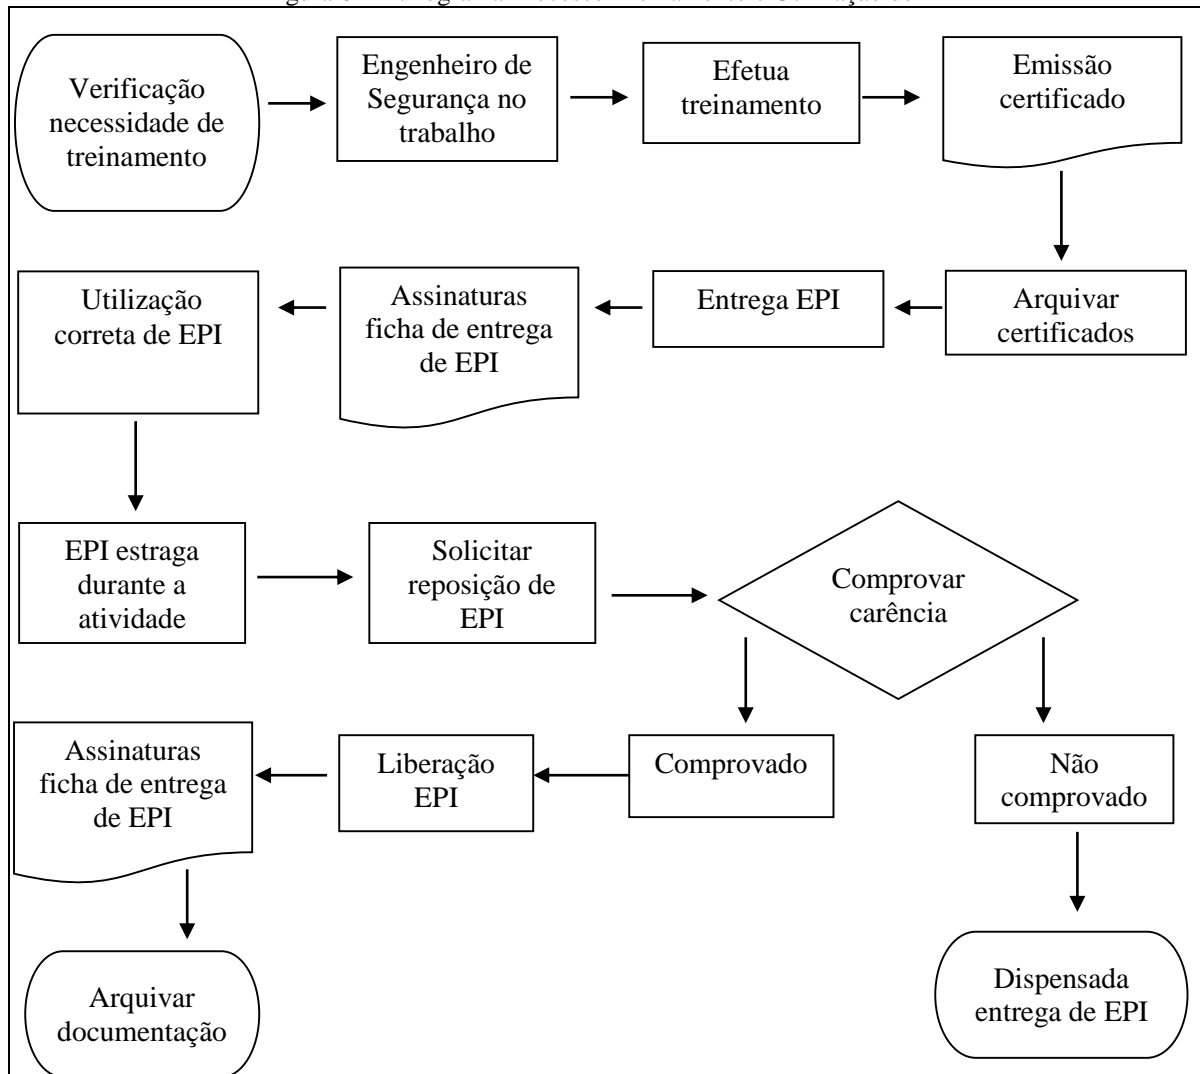 Verificação
necessidade de
treinamento
Engenheiro de
Segurança no
trabalho
Efetua
treinamento
Emissão
certificado
Utilização
correta de EPI
Assinaturas
ficha de entrega
de EPI
Entrega EPI
Arquivar
certificados
EPI estraga
durante a
atividade
Solicitar
reposição de
EPI
Comprovar
carência
Assinaturas
ficha de entrega
de EPI
Liberação
EPI
Comprovado
Não
comprovado
Arquivar
documentação
Dispensada
entrega de EPI